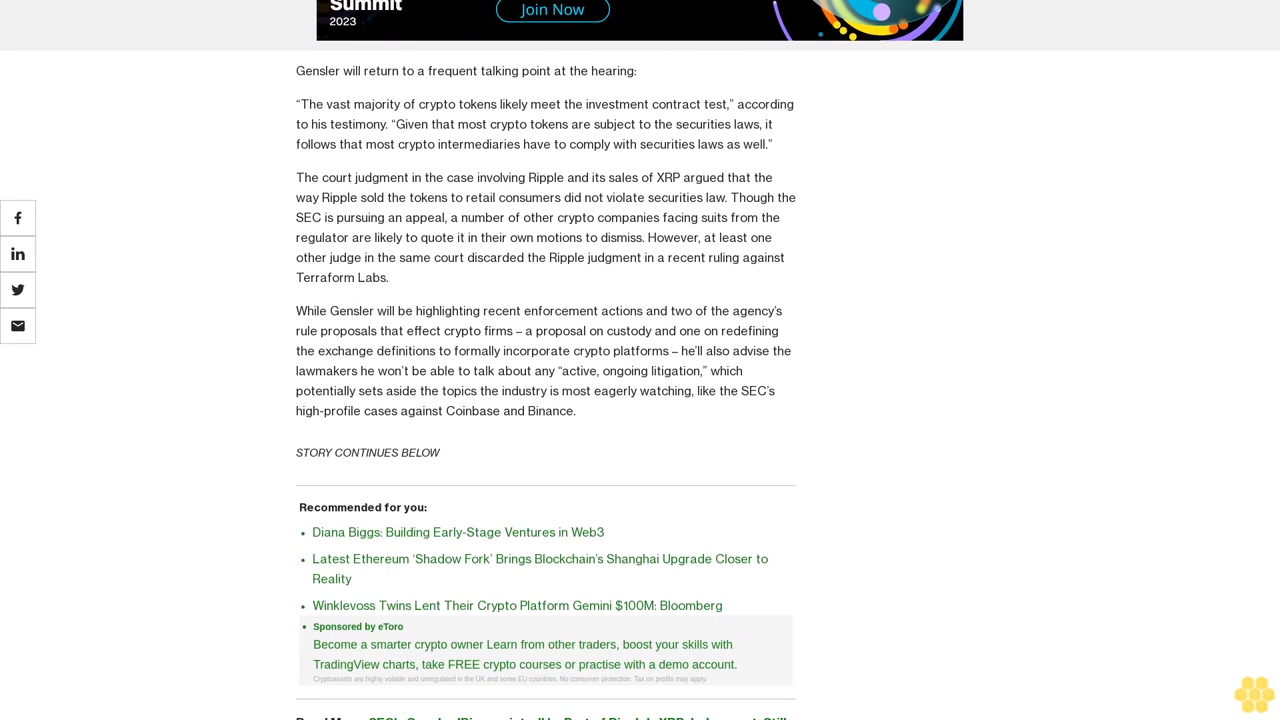 Summit
2023
Join Now
Gensler will return to a frequent talking point at the hearing:
“The vast majority of crypto tokens likely meet the investment contract test,” according
to his testimony. “Given that most crypto tokens are subject to the securities laws, it
follows that most crypto intermediaries have to comply with securities laws as well.”
The court judgment in the case involving Ripple and its sales of XRP argued that the
way Ripple sold the tokens to retail consumers did not violate securities law. Though the
SEC is pursuing an appeal, a number of other crypto companies facing suits from the
regulator are likely to quote it in their own motions to dismiss. However, at least one
other judge in the same court discarded the Ripple judgment in a recent ruling against
Terraform Labs.
While Gensler will be highlighting recent enforcement actions and two of the agency’s
rule proposals that effect crypto firms – a proposal on custody and one on redefining
the exchange definitions to formally incorporate crypto platforms – he’ll also advise the
lawmakers he won’t be able to talk about any “active, ongoing litigation,” which
potentially sets aside the topics the industry is most eagerly watching, like the SEC’s
high-profile cases against Coinbase and Binance.
STORY CONTINUES BELOW
Recommended for you:
• Diana Biggs: Building Early-Stage Ventures in Web3
• Latest Ethereum ‘Shadow Fork’ Brings Blockchain’s Shanghai Upgrade Closer to
Reality
• Winklevoss Twins Lent Their Crypto Platform Gemini $100M: Bloomberg
• Sponsored by eToro
Become a smarter crypto owner Learn from other traders, boost your skills with
TradingView charts, take FREE crypto courses or practise with a demo account.
Cryptoassets are highly volatile and unregulated in the UK and some EU countries. No consumer protection. Tax on profits may apply.